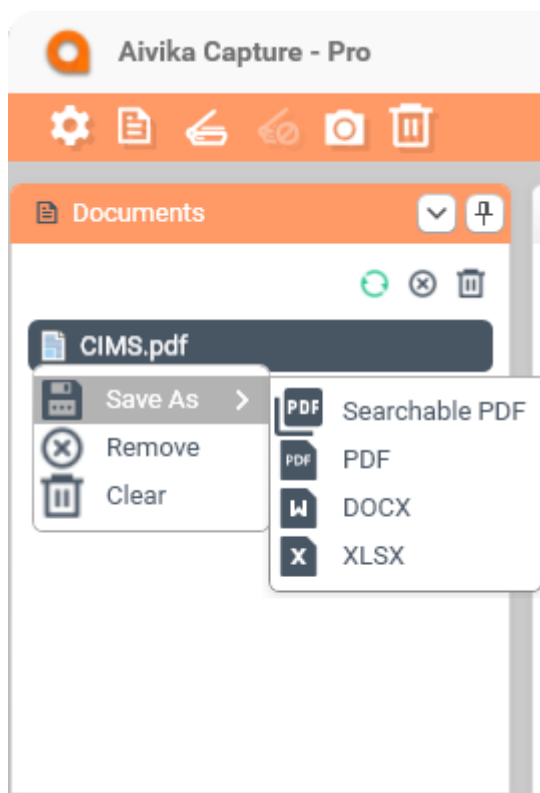 Aivika Capture - Pro
Documents
CIMS.pdf
Save As
Remove
Clear
PDF Searchable PDF
PDF PDF
W DOCX
X XLSX